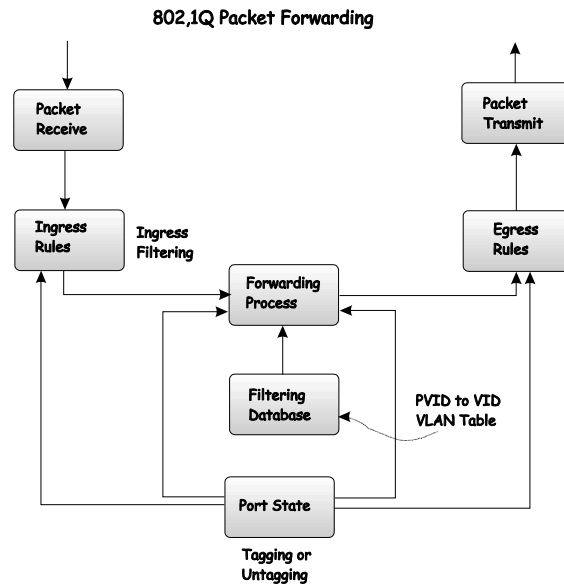 802,1Q Packet Forwarding
Packet
Receive
Packet
Transmit
Ingress
Rules
Ingress
Filtering
Egress
Rules
Forwarding
Process
Filtering
Database
PVID to VID
VLAN Table
Port State
Tagging or
Untagging